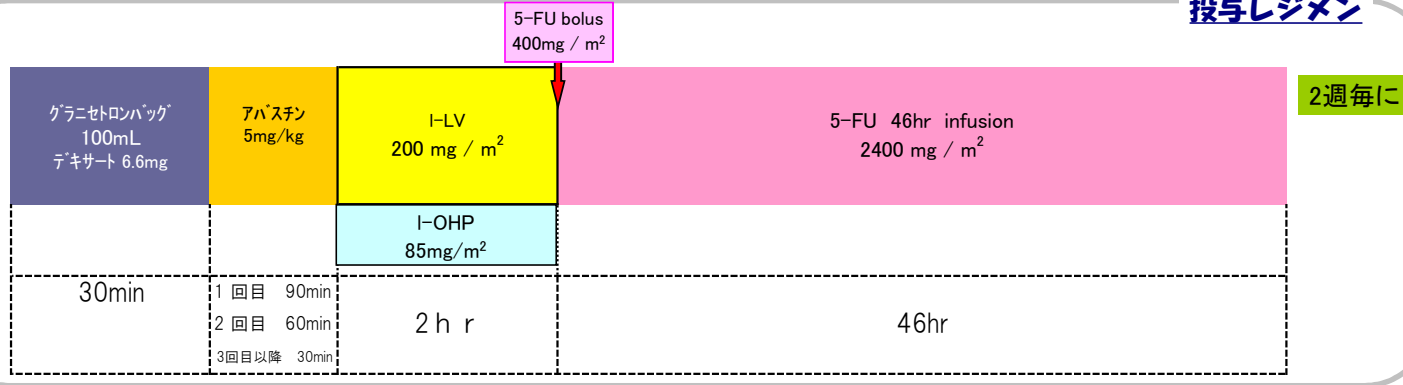 投与レジメン
5-FU bolus
400mg / m²
2週毎に
グラニセトロンバッグ
100mL
デキサート 6.6mg
アバスチン
5mg/kg
l-LV
200 mg / m²
5-FU 46hr infusion
2400 mg / m²
l-OHP
85mg/m²
30min
1 回目 90min
2 回目 60min
3回目以降 30min
2ｈｒ
46hr